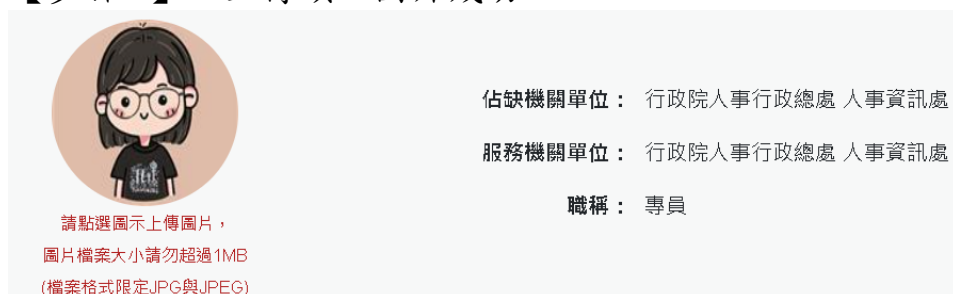 佔缺機關單位： 行政院人事行政總處 人事資訊處
服務機關單位： 行政院人事行政總處 人事資訊處
職稱： 專員
請點選圖示上傳圖片，
圖片檔案大小請勿超過1MB
(檔案格式限定JPG與JPEG)